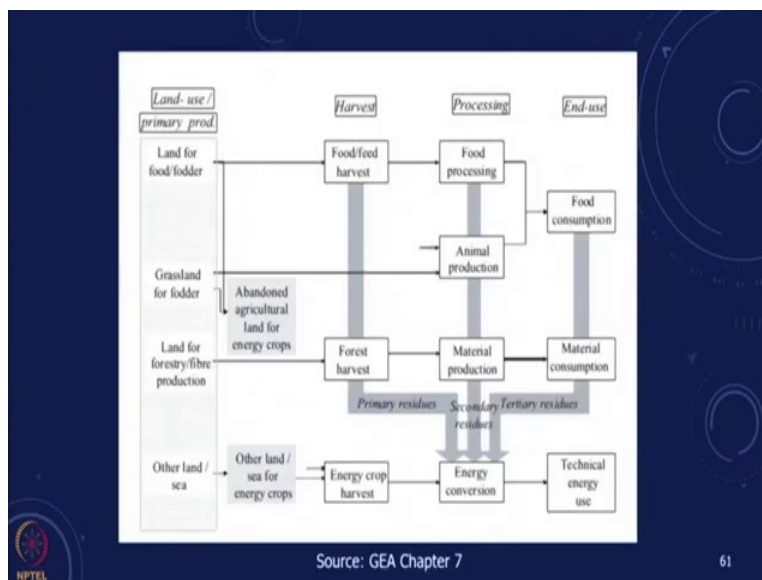 Land- use /
primary prod.
Harvest
Processing
End-use
Land for
food/fodder
Food/feed
harvest
Food
processing
Food
consumption
Animal
production
Grassland
for fodder
Abandoned
agricultural
land for
energy crops
Land for
forestry/fibre
production
Forest
harvest
Material
production
Material
consumption
Primary residues
Secondary
residues
Tertiary residues
Other land /
sea
Other land /
sea for
energy crops
Energy crop
harvest
Energy
conversion
Technical
energy
use
NPTEL
Source: GEA Chapter 7
61